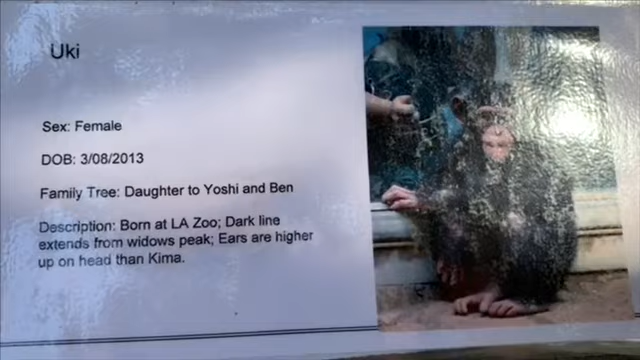 Uki
Sex: Female
DOB: 3/08/2013
Family Tree: Daughter to Yoshi and Ben
Description: Born at LA Zoo; Dark line
extends from widows peak; Ears are higher
up on head than Kima.